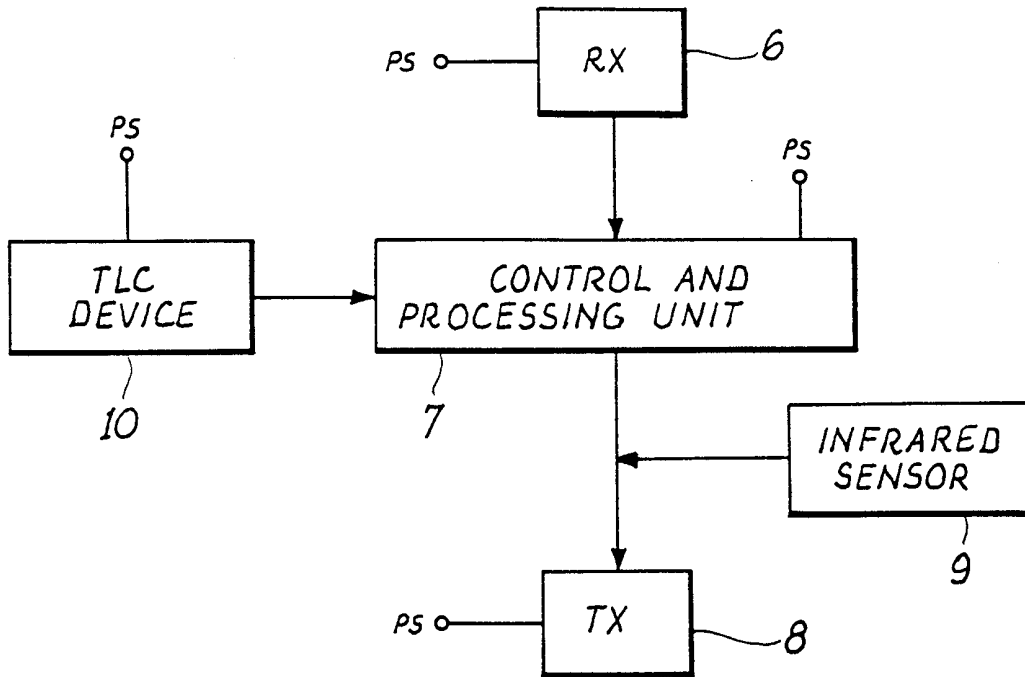 PS
RX
6
PS
PS
TLC
DEVICE
CONTROL AND
PROCESSING UNIT
10
7
INFRARED
SENSOR
9
PS
TX
8